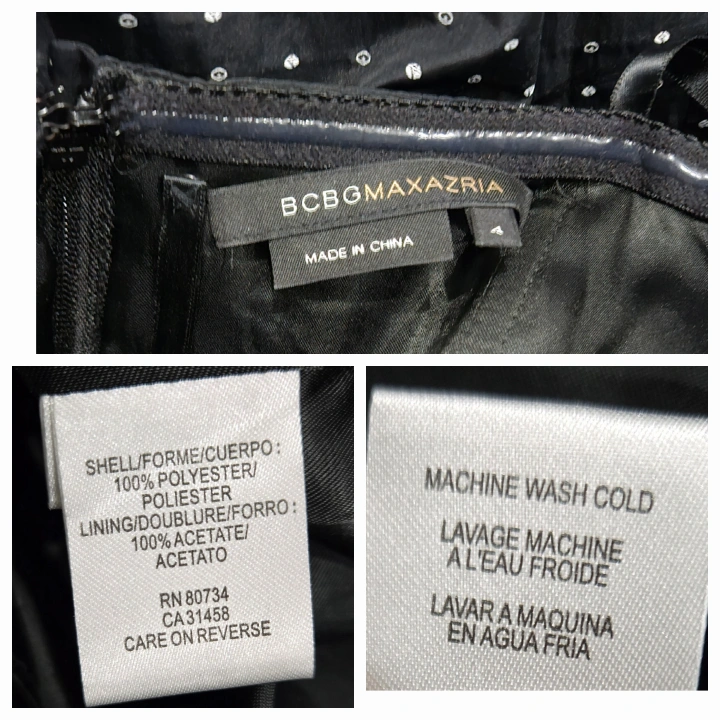 BCBGMAXAZRIA
4
MADE IN CHINA
SHELL/FORME/CUERPO:
100% POLYESTER/
POLIESTER
LINING/DOUBLURE/FORRO:
100% ACETATE/
ACETATO
RN 80734
CA 31458
CARE ON REVERSE
MACHINE WASH COLD
LAVAGE MACHINE
A L'EAU FROIDE
LAVAR A MAQUINA
EN AGUA FRIA